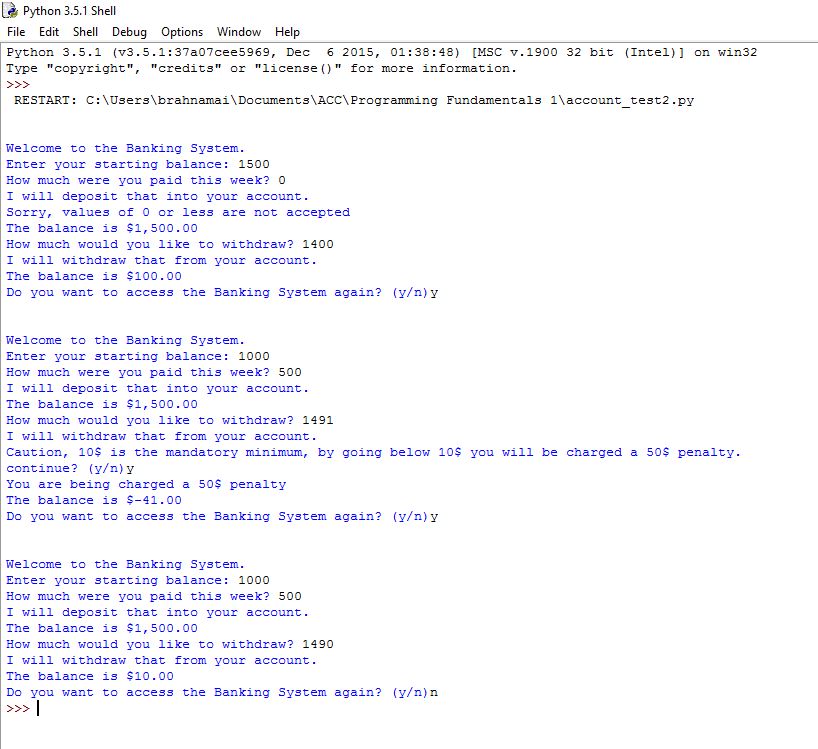 Python 3.5.1 Shell
File Edit Shell Debug Options Window Help
Python 3.5.1 (v3.5.1:37a07cee5969, Dec  6 2015, 01:38:48) [MSC v.1900 32 bit (Intel)] on win32
Type "copyright", "credits" or "license()" for more information.
>>>
 RESTART: C:\Users\brahnamai\Documents\ACC\Programming Fundamentals 1\account_test2.py
Welcome to the Banking System.
Enter your starting balance: 1500
How much were you paid this week? 0
I will deposit that into your account.
Sorry, values of 0 or less are not accepted
The balance is $1,500.00
How much would you like to withdraw? 1400
I will withdraw that from your account.
The balance is $100.00
Do you want to access the Banking System again? (y/n)y
Welcome to the Banking System.
Enter your starting balance: 1000
How much were you paid this week? 500
I will deposit that into your account.
The balance is $1,500.00
How much would you like to withdraw? 1491
I will withdraw that from your account.
Caution, 10$ is the mandatory minimum, by going below 10$ you will be charged a 50$ penalty.
continue? (y/n)y
You are being charged a 50$ penalty
The balance is $-41.00
Do you want to access the Banking System again? (y/n)y
Welcome to the Banking System.
Enter your starting balance: 1000
How much were you paid this week? 500
I will deposit that into your account.
The balance is $1,500.00
How much would you like to withdraw? 1490
I will withdraw that from your account.
The balance is $10.00
Do you want to access the Banking System again? (y/n)n
>>>